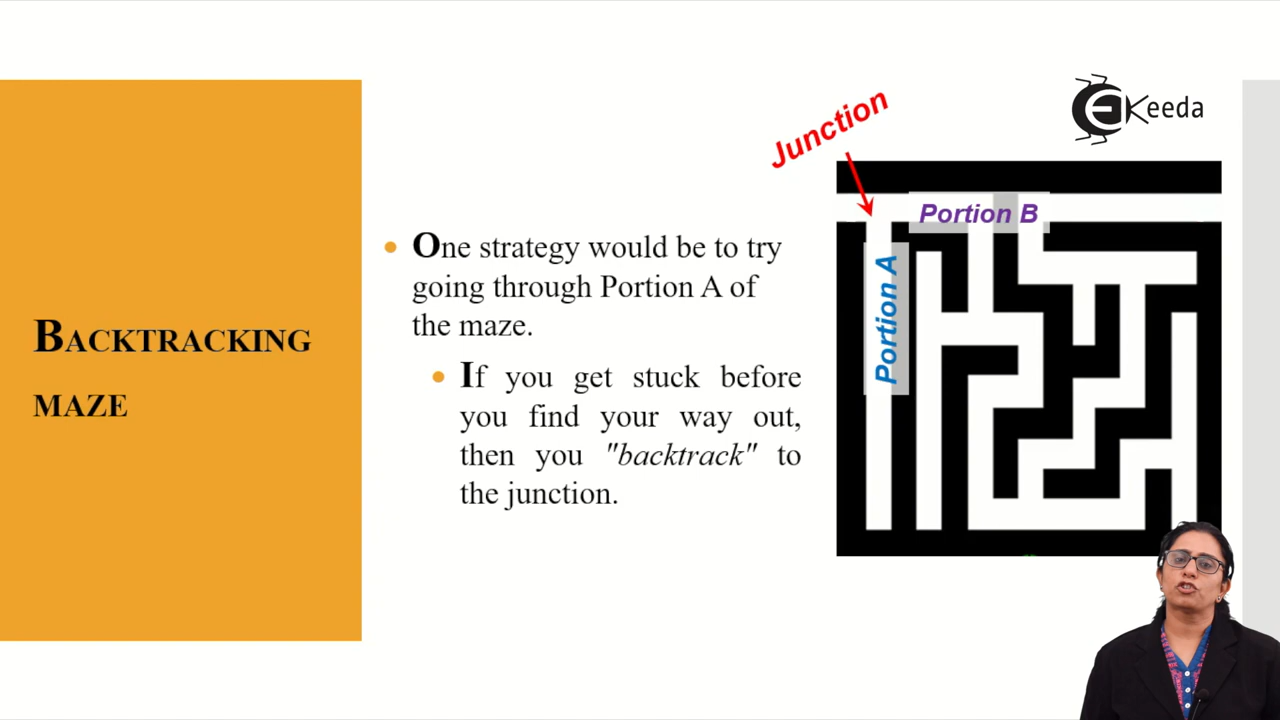 BACKTRACKING
MAZE
One strategy would be to try
going through Portion A of
the maze.
If you get stuck before
you find your way out,
then you "backtrack" to
the junction.
Junction
Portion B
Portion A
EKeeda